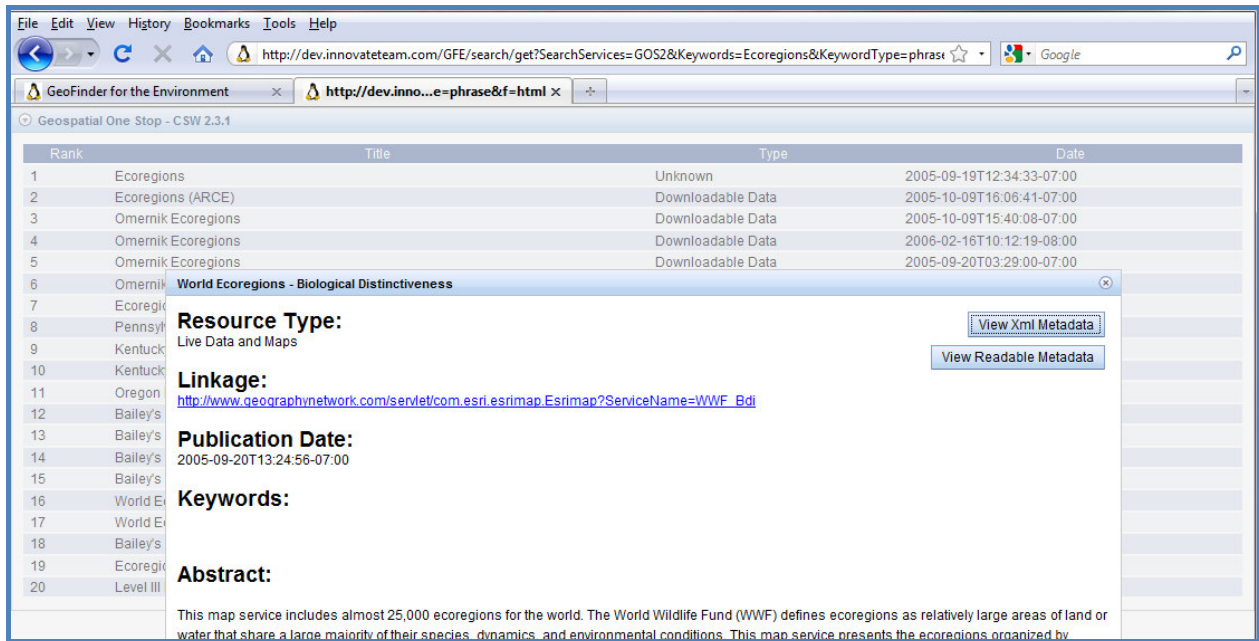 File Edit View History Bookmarks Tools Help
http://dev.innovateteam.com/GFE/search/get?SearchServices=GOS2&Keywords=Ecoregions&KeywordType=phrase Google
GeoFinder for the Environment http://dev.inno...e=phrase&f=html
Geospatial One Stop - CSW 2.3.1
Rank Title Type Date
1 Ecoregions Unknown 2005-09-19T12:34:33-07:00
2 Ecoregions (ARCE) Downloadable Data 2005-10-09T16:06:41-07:00
3 Omernik Ecoregions Downloadable Data 2005-10-09T15:40:08-07:00
4 Omernik Ecoregions Downloadable Data 2006-02-16T10:12:19-08:00
5 Omernik Ecoregions Downloadable Data 2005-09-20T03:29:00-07:00
6 Omernik
7
8
9
10
11 Oregon
12 Bailey's
13 Bailey's
14 Bailey's
15 Bailey's
16 World
17 World
18 Bailey's
19
20 Level III
World Ecoregions - Biological Distinctiveness
Resource Type:
View Xml Metadata
Live Data and Maps
View Readable Metadata
Linkage:
http://www.geographynetwork.com/servlet/com.esri.esrimap.Esrimap?ServiceName=WWF_Bdi
Publication Date:
2005-09-20T13:24:56-07:00
Keywords:
Abstract:
This map service includes almost 25,000 ecoregions for the world. The World Wildlife Fund (WWF) defines ecoregions as relatively large areas of land or
water that share a large majority of their species, dynamics, and environmental conditions. This map service presents the ecoregions organized by